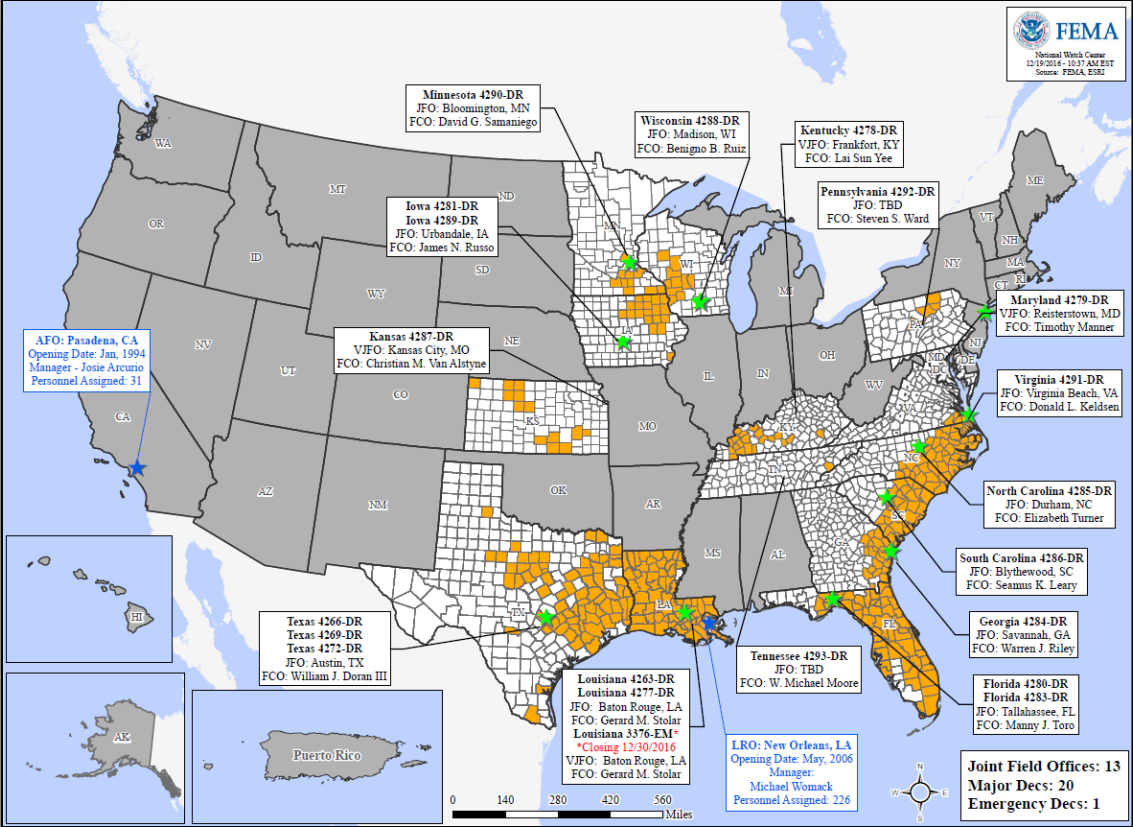 FEMA
National Watch Center
12/19/2016 - 10:37 AM EST
Source: FEMA, ESRI
Minnesota 4290-DR
JFO: Bloomington, MN
FCO: David G. Samaniego
Wisconsin 4288-DR
JFO: Madison, WI
FCO: Benigno B. Ruiz
Kentucky 4278-DR
VJFO: Frankfort, KY
FCO: Lai Sun Yee
Pennsylvania 4292-DR
JFO: TBD
FCO: Steven S. Ward
Iowa 4281-DR
Iowa 4289-DR
JFO: Urbandale, IA
FCO: James N. Russo
Maryland 4279-DR
VJFO: Reisterstown, MD
FCO: Timothy Manner
Kansas 4287-DR
VJFO: Kansas City, MO
FCO: Christian M. Van Alstyne
AFO: Pasadena, CA
Opening Date: Jan, 1994
Manager - Josie Arcurio
Personnel Assigned: 31
Virginia 4291-DR
JFO: Virginia Beach, VA
FCO: Donald L. Keldsen
North Carolina 4285-DR
JFO: Durham, NC
FCO: Elizabeth Turner
South Carolina 4286-DR
JFO: Blythewood, SC
FCO: Seamus K. Leary
Georgia 4284-DR
JFO: Savannah, GA
FCO: Warren J. Riley
Texas 4266-DR
Texas 4269-DR
Texas 4272-DR
JFO: Austin, TX
FCO: William J. Doran III
Louisiana 4263-DR
Louisiana 4277-DR
JFO: Baton Rouge, LA
FCO: Gerard M. Stolar
Louisiana 3376-EM*
*Closing 12/30/2016
VJFO: Baton Rouge, LA
FCO: Gerard M. Stolar
Tennessee 4293-DR
JFO: TBD
FCO: W. Michael Moore
Florida 4280-DR
Florida 4283-DR
JFO: Tallahassee, FL
FCO: Manny J. Toro
LRO: New Orleans, LA
Opening Date: May, 2006
Manager:
Michael Womack
Personnel Assigned: 226
Joint Field Offices: 13
Major Decs: 20
Emergency Decs: 1
WA
MT
ND
MN
ME
OR
ID
SD
WI
VT
NH
NY
MA
CT
RI
WY
MI
IA
PA
NJ
NV
NE
OH
MD
DE
DC
UT
IL
IN
WV
CA
CO
KS
MO
KY
VA
AZ
NM
OK
AR
TN
NC
SC
MS
AL
GA
TX
LA
FL
HI
AK
Puerto Rico
N
W
E
S
0 140 280 420 560
Miles